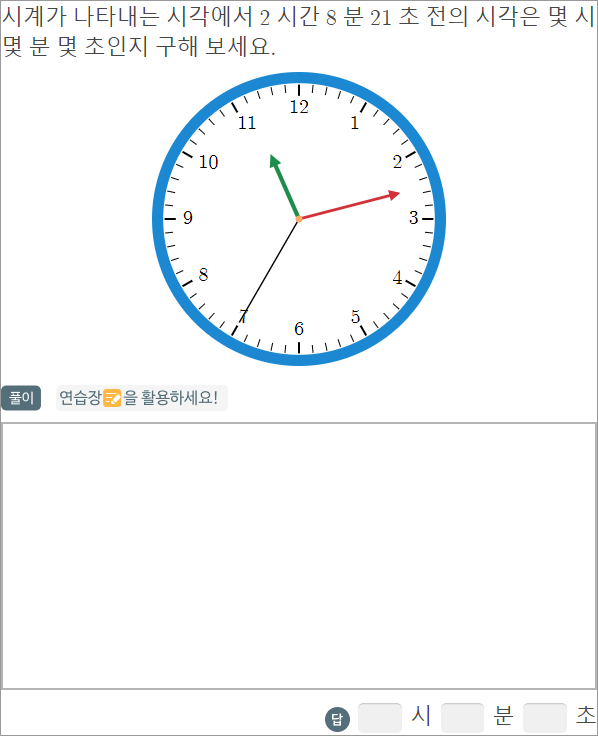 시계가 나타내는 시각에서 2 시간 8 분 21 초 전의 시각은 몇 시
몇 분 몇 초인지 구해 보세요.
12
11 1
10 2
9 3
8 4
7 5
6
풀이 연습장 을 활용하세요!
답 시 분 초